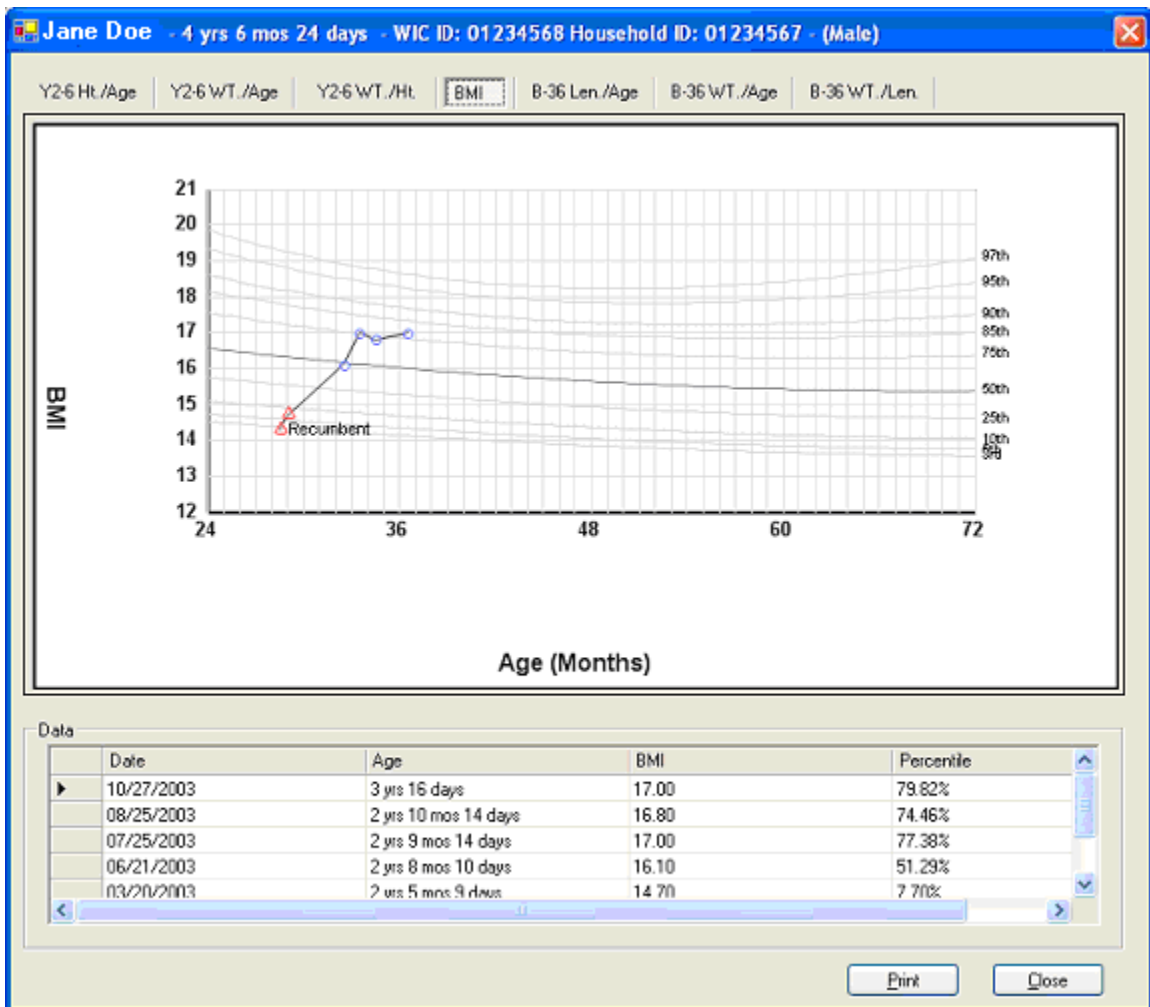 Jane Doe - 4 yrs 6 mos 24 days - WIC ID: 01234568 Household ID: 01234567 - (Male)
Y2-6 Ht./Age Y2-6 WT./Age Y2-6 WT./Ht. BMI B-36 Len./Age B-36 WT./Age B-36 WT./Len.
21
20
19
18
17
16
15
14
13
12
97th
95th
90th
85th
75th
50th
25th
10th
3rd
Recumbent
BMI
24 36 48 60 72
Age (Months)
Data
Date Age BMI Percentile
10/27/2003 3 yrs 16 days 17.00 79.82%
08/25/2003 2 yrs 10 mos 14 days 16.80 74.46%
07/25/2003 2 yrs 9 mos 14 days 17.00 77.38%
06/21/2003 2 yrs 8 mos 10 days 16.10 51.29%
03/20/2003 2 yrs 5 mos 9 days 14.70 7.70%
Print Close